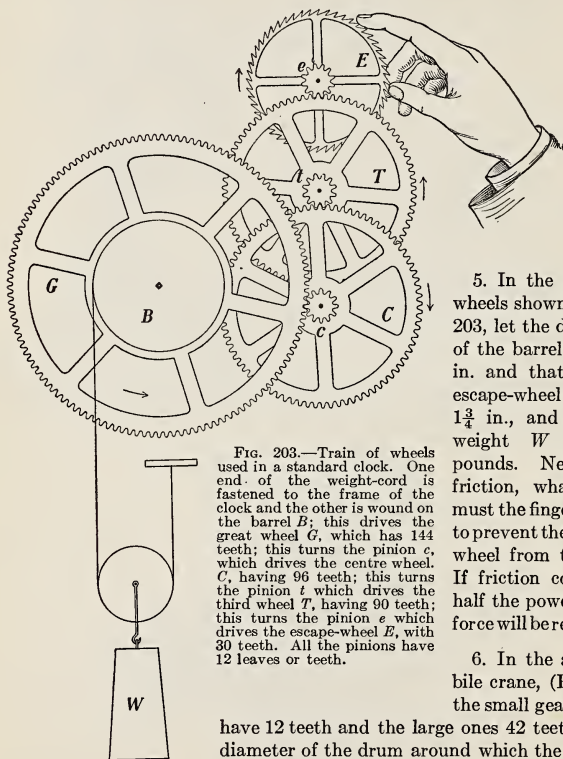 E
e
T
t
G
B
C
c
5. In the
wheels shown
203, let the d
of the barrel
in. and that
escape-wheel
1¾ in., and
weight W
pounds. Ne
friction, wha
must the finge
to prevent the
wheel from t
If friction co
half the powe
force will be re
FIG. 203.—Train of wheels
used in a standard clock. One
end of the weight-cord is
fastened to the frame of the
clock and the other is wound on
the barrel B; this drives the
great wheel G, which has 144
teeth; this turns the pinion c,
which drives the centre wheel.
C, having 96 teeth; this turns
the pinion t which drives the
third wheel T, having 90 teeth;
this turns the pinion e which
drives the escape-wheel E, with
30 teeth. All the pinions have
12 leaves or teeth.
W
6. In the a
bile crane, (F
the small gea
have 12 teeth and the large ones 42 teet
diameter of the drum around which the